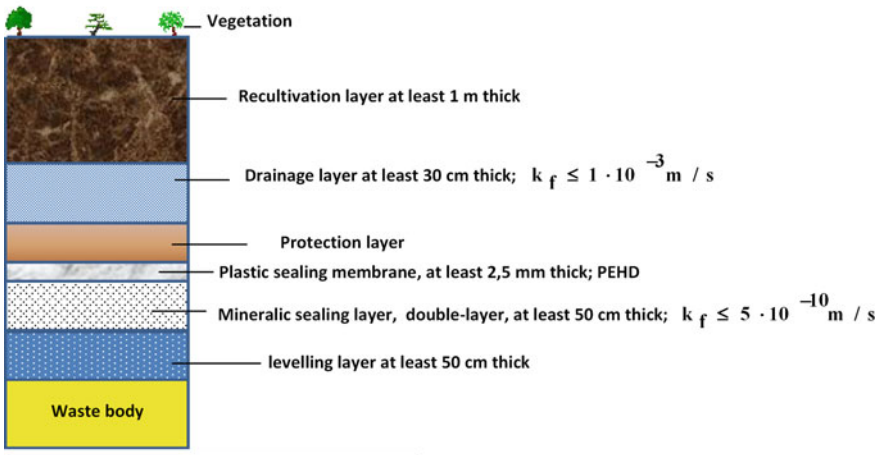 Vegetation
Recultivation layer at least 1 m thick
Drainage layer at least 30 cm thick; k f ≤ 1 · 10 −3 m / s
Protection layer
Plastic sealing membrane, at least 2,5 mm thick; PEHD
Mineralic sealing layer, double-layer, at least 50 cm thick; k f ≤ 5 · 10 −10 m / s
levelling layer at least 50 cm thick
Waste body